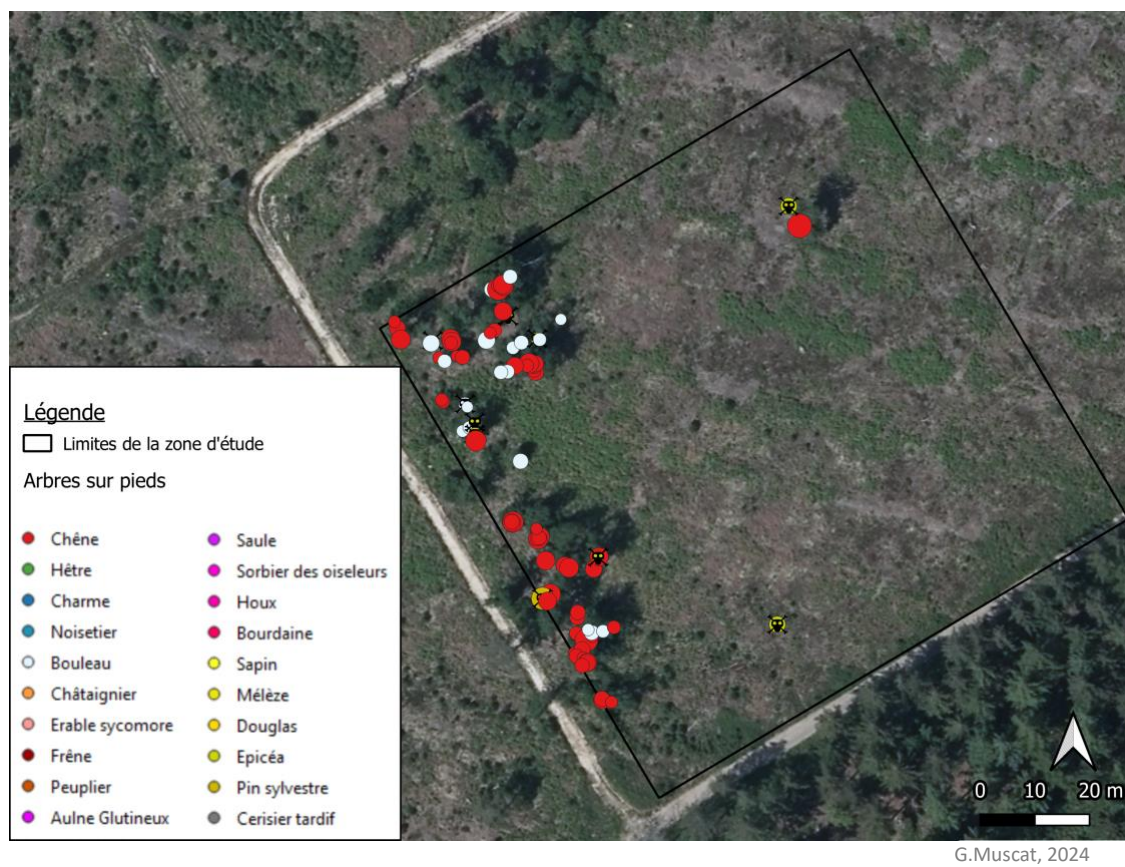 Légende
Limites de la zone d'étude
Arbres sur pieds
Chêne
Hêtre
Charme
Noisetier
Bouleau
Châtaignier
Erable sycomore
Frêne
Peuplier
Aulne Glutineux
Saule
Sorbier des oiseleurs
Houx
Bourdaine
Sapin
Mélèze
Douglas
Epicéa
Pin sylvestre
Cerisier tardif
0 10 20 m
G.Muscat, 2024